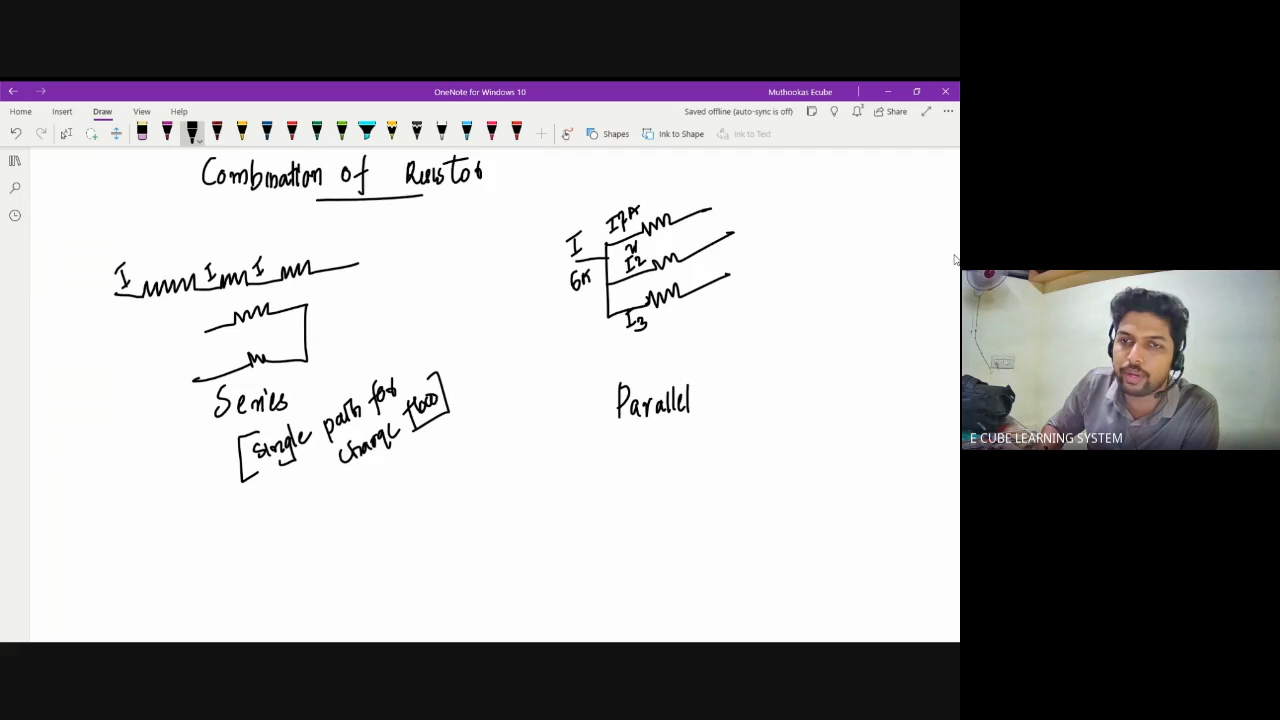 OneNote for Windows 10
Muthookas Ecube
Home Insert Draw View Help
Saved offline (auto-sync is off)
3
Share
Shapes
Ink to Shape
Ink to Text
Combination of Resistor
I I I
I
6A
I2
I3
Series
[single path for
charge flow]
Parallel
E CUBE LEARNING SYSTEM